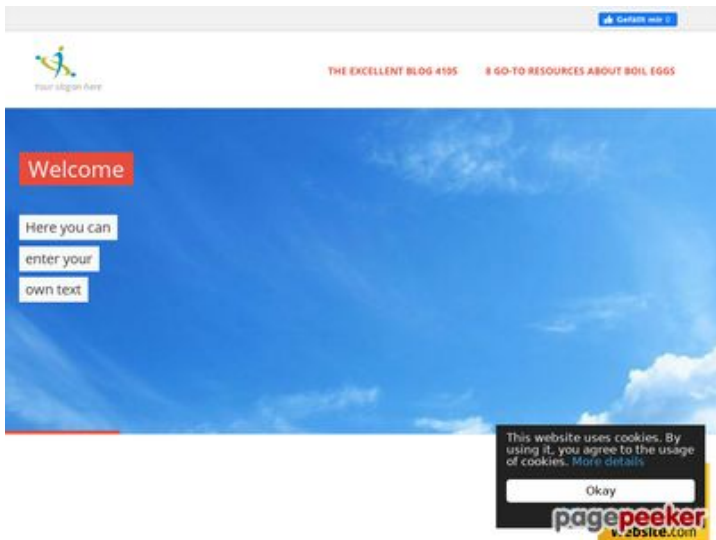 Gefällt mir 0
Your slogan here
THE EXCELLENT BLOG 4105
8 GO-TO RESOURCES ABOUT BOIL EGGS
Welcome
Here you can
enter your
own text
This website uses cookies. By
using it, you agree to the usage
of cookies. More details
Okay
pagepeeker
website.com